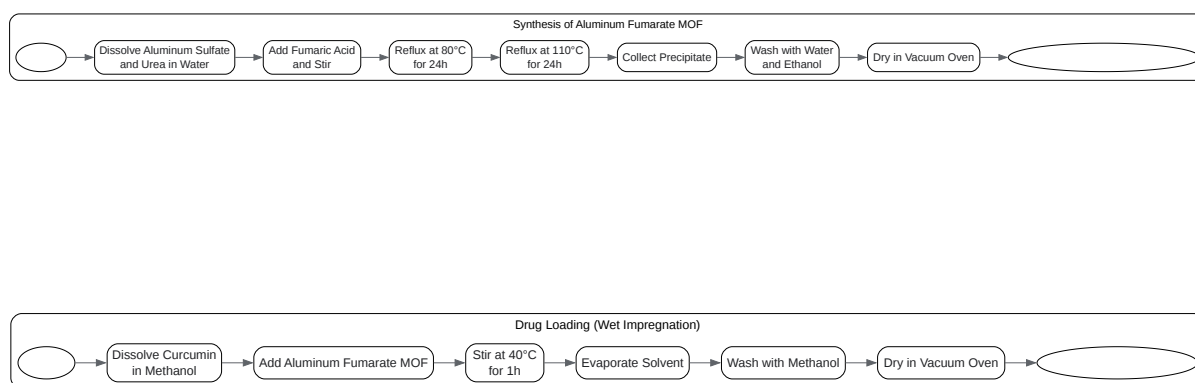 Synthesis of Aluminum Fumarate MOF
Dissolve Aluminum Sulfate
and Urea in Water
Add Fumaric Acid
and Stir
Reflux at 80°C
for 24h
Reflux at 110°C
for 24h
Collect Precipitate
Wash with Water
and Ethanol
Dry in Vacuum Oven
Drug Loading (Wet Impregnation)
Dissolve Curcumin
in Methanol
Add Aluminum Fumarate MOF
Stir at 40°C
for 1h
Evaporate Solvent
Wash with Methanol
Dry in Vacuum Oven